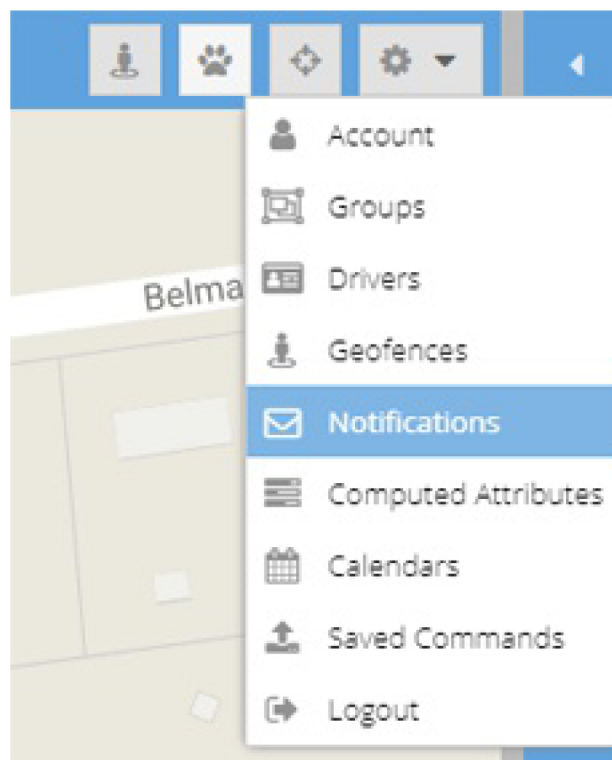 Account
Groups
Belma
Drivers
Geofences
Notifications
Computed Attributes
Calendars
Saved Commands
Logout